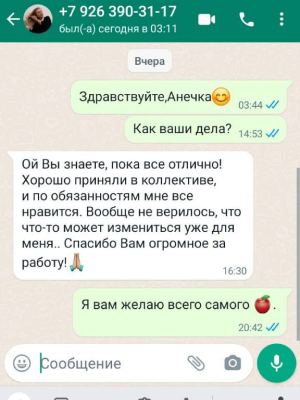 +7 926 390-31-17
был(-а) сегодня в 03:11
Вчера
Здравствуйте,Анечка😊
03:44
Как ваши дела?
14:53
Ой Вы знаете, пока все отлично!
Хорошо приняли в коллективе,
и по обязанностям мне все
нравится. Вообще не верилось, что
что-то может измениться уже для
меня.. Спасибо Вам огромное за
работу!🙏
16:30
Я вам желаю всего самого 🍎.
20:42
Сообщение